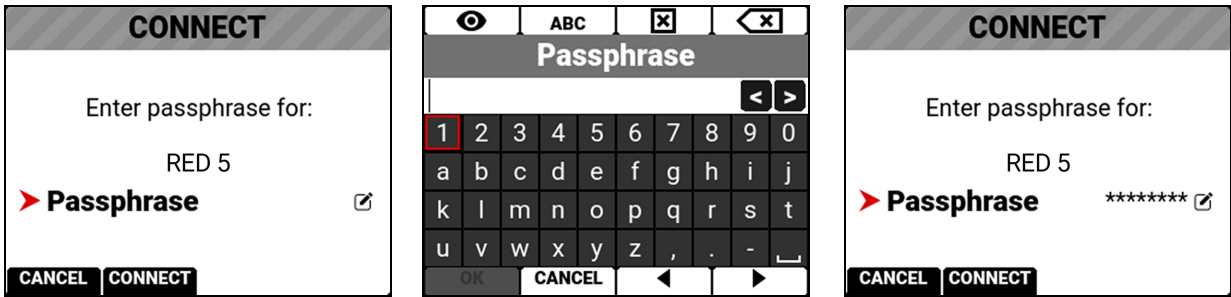 CONNECT
Enter passphrase for:
RED 5
Passphrase
CANCEL CONNECT
ABC
Passphrase
< >
1 2 3 4 5 6 7 8 9 0
a b c d e f g h i j
k l m n o p q r s t
u v w x y z , . -
OK CANCEL
CONNECT
Enter passphrase for:
RED 5
Passphrase ********
CANCEL CONNECT